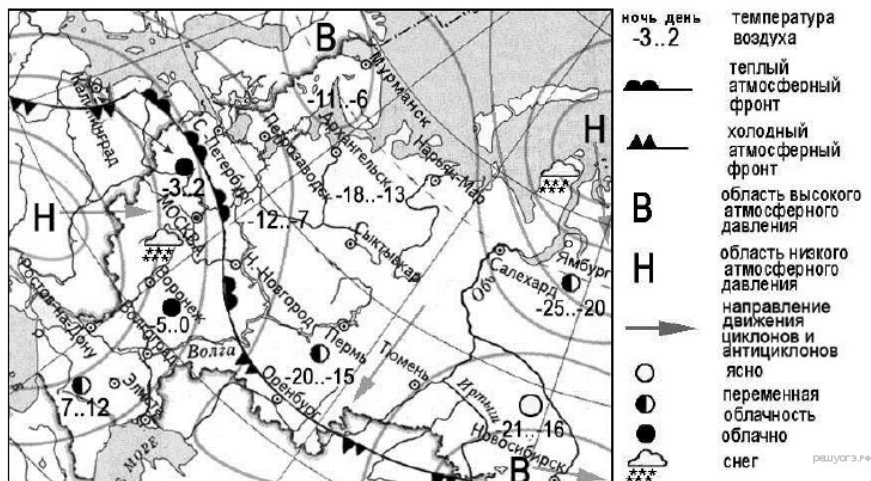 В
Мурманск
-11..-6
Калининград
С.-Петербург
Петрозаводск
Архангельск
Нарьян-Мар
Н
-3..2
МОСКВА
-12..-7
-18..-13
Сыктывкар
Н
Обь
Салехард
Ямбург
-25..-20
Ростов-на-Дону
Воронеж
-5..0
Волгоград
Н. Новгород
Волга
Пермь
-20..-15
Тюмень
Оренбург
7..12
Элиста
МОРЕ
Иртыш
-21..-16
Новосибирск
В
ночь день
-3..2
температура
воздуха
теплый
атмосферный
фронт
холодный
атмосферный
фронт
В
область высокого
атмосферного
давления
Н
область низкого
атмосферного
давления
направление
движения
циклонов и
антициклонов
ясно
переменная
облачность
облачно
снег
решуогэ.рф